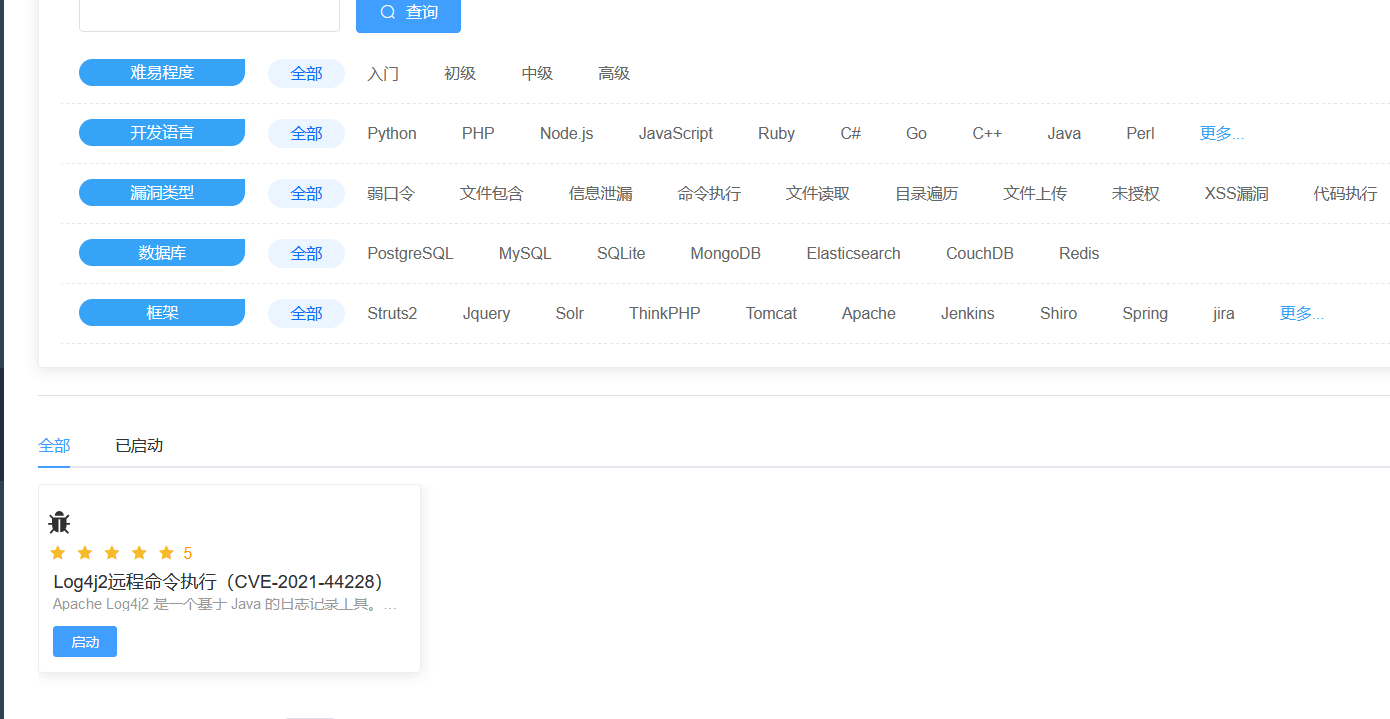 查询
难易程度 全部 入门 初级 中级 高级
开发语言 全部 Python PHP Node.js JavaScript Ruby C# Go C++ Java Perl 更多...
漏洞类型 全部 弱口令 文件包含 信息泄漏 命令执行 文件读取 目录遍历 文件上传 未授权 XSS漏洞 代码执行
数据库 全部 PostgreSQL MySQL SQLite MongoDB Elasticsearch CouchDB Redis
框架 全部 Struts2 Jquery Solr ThinkPHP Tomcat Apache Jenkins Shiro Spring jira 更多...
全部 已启动
5
Log4j2远程命令执行（CVE-2021-44228）
Apache Log4j2 是一个基于 Java 的日志记录工具。...
启动